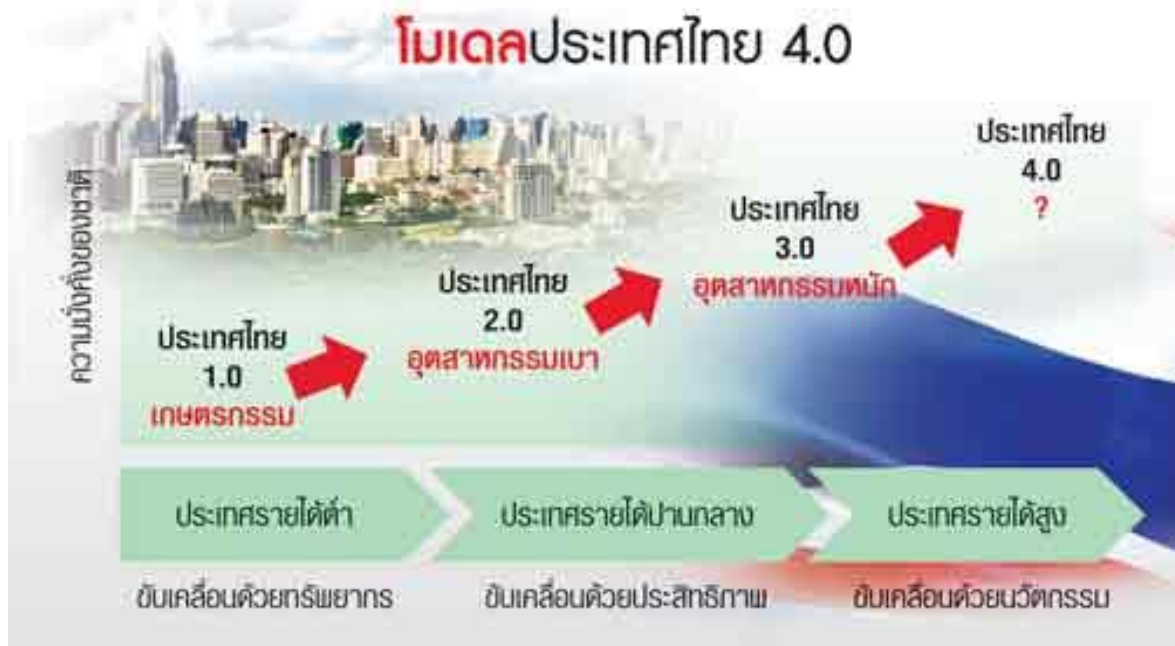 โมเดลประเทศไทย 4.0
ความมั่งคั่งของชาติ
ประเทศไทย
1.0
เกษตรกรรม
ประเทศไทย
2.0
อุตสาหกรรมเบา
ประเทศไทย
3.0
อุตสาหกรรมหนัก
ประเทศไทย
4.0
?
ประเทศรายได้ต่ำ
ประเทศรายได้ปานกลาง
ประเทศรายได้สูง
ขับเคลื่อนด้วยทรัพยากร
ขับเคลื่อนด้วยประสิทธิภาพ
ขับเคลื่อนด้วยนวัตกรรม